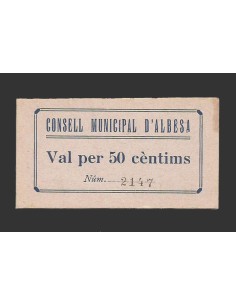 CONSELL MUNICIPAL D'ALBESA
Val per 50 cèntims
Núm. 2147